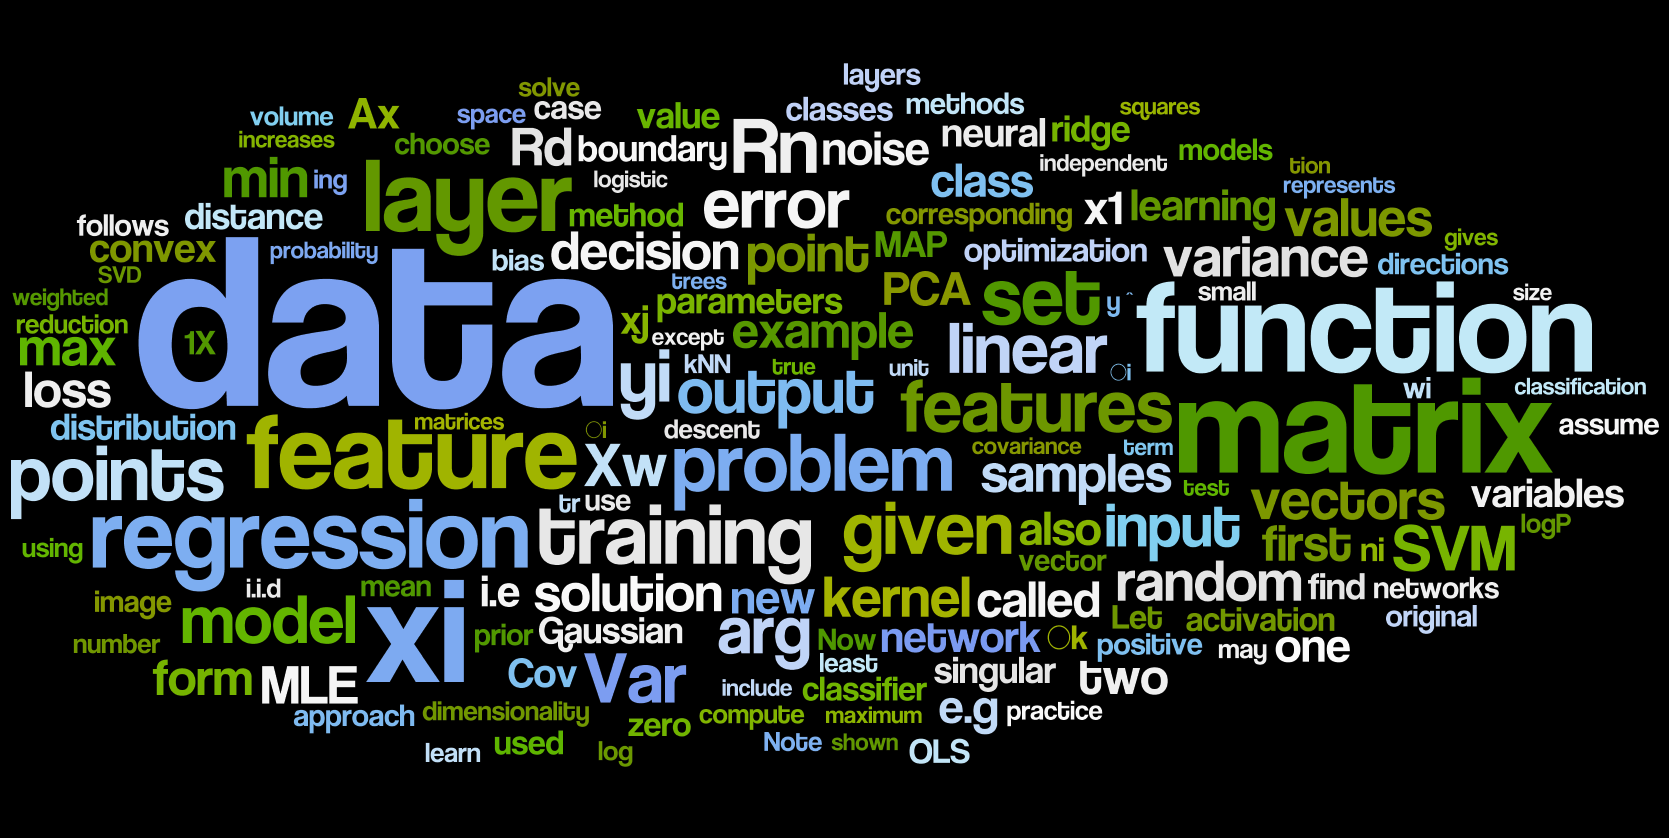 layers
solve
volume
Ax
space
case
value
classes
methods
squares
increases
choose
Rd
boundary
Rn
noise
neural
ridge
independent
models
tion
min
ing
layer
logistic
method
error
class
corresponding
x1
learning
represents
values
follows
distance
convex
probability
bias
decision
point
MAP
optimization
variance
directions
gives
SVD
weighted
data
trees
parameters
PCA
set
y ˆ
small
function
size
reduction
1X
max
xj
except
example
linear
loss
yi
kNN
true
output
unit
i
features
wi
classification
matrix
assume
distribution
feature
matrices
i
descent
Xw
problem
covariance
term
samples
points
test
vectors
variables
tr
use
regression
training
given
also
input
using
first
ni
SVM
logP
vector
i.i.d
mean
xi
i.e
solution
new
kernel
called
random
find
networks
image
model
prior
Gaussian
arg
Now
network
k
Let
activation
original
number
positive
may
one
form
MLE
Cov
Var
least
singular
two
include
classifier
approach
dimensionality
zero
compute
maximum
e.g
practice
learn
used
log
Note
shown
OLS